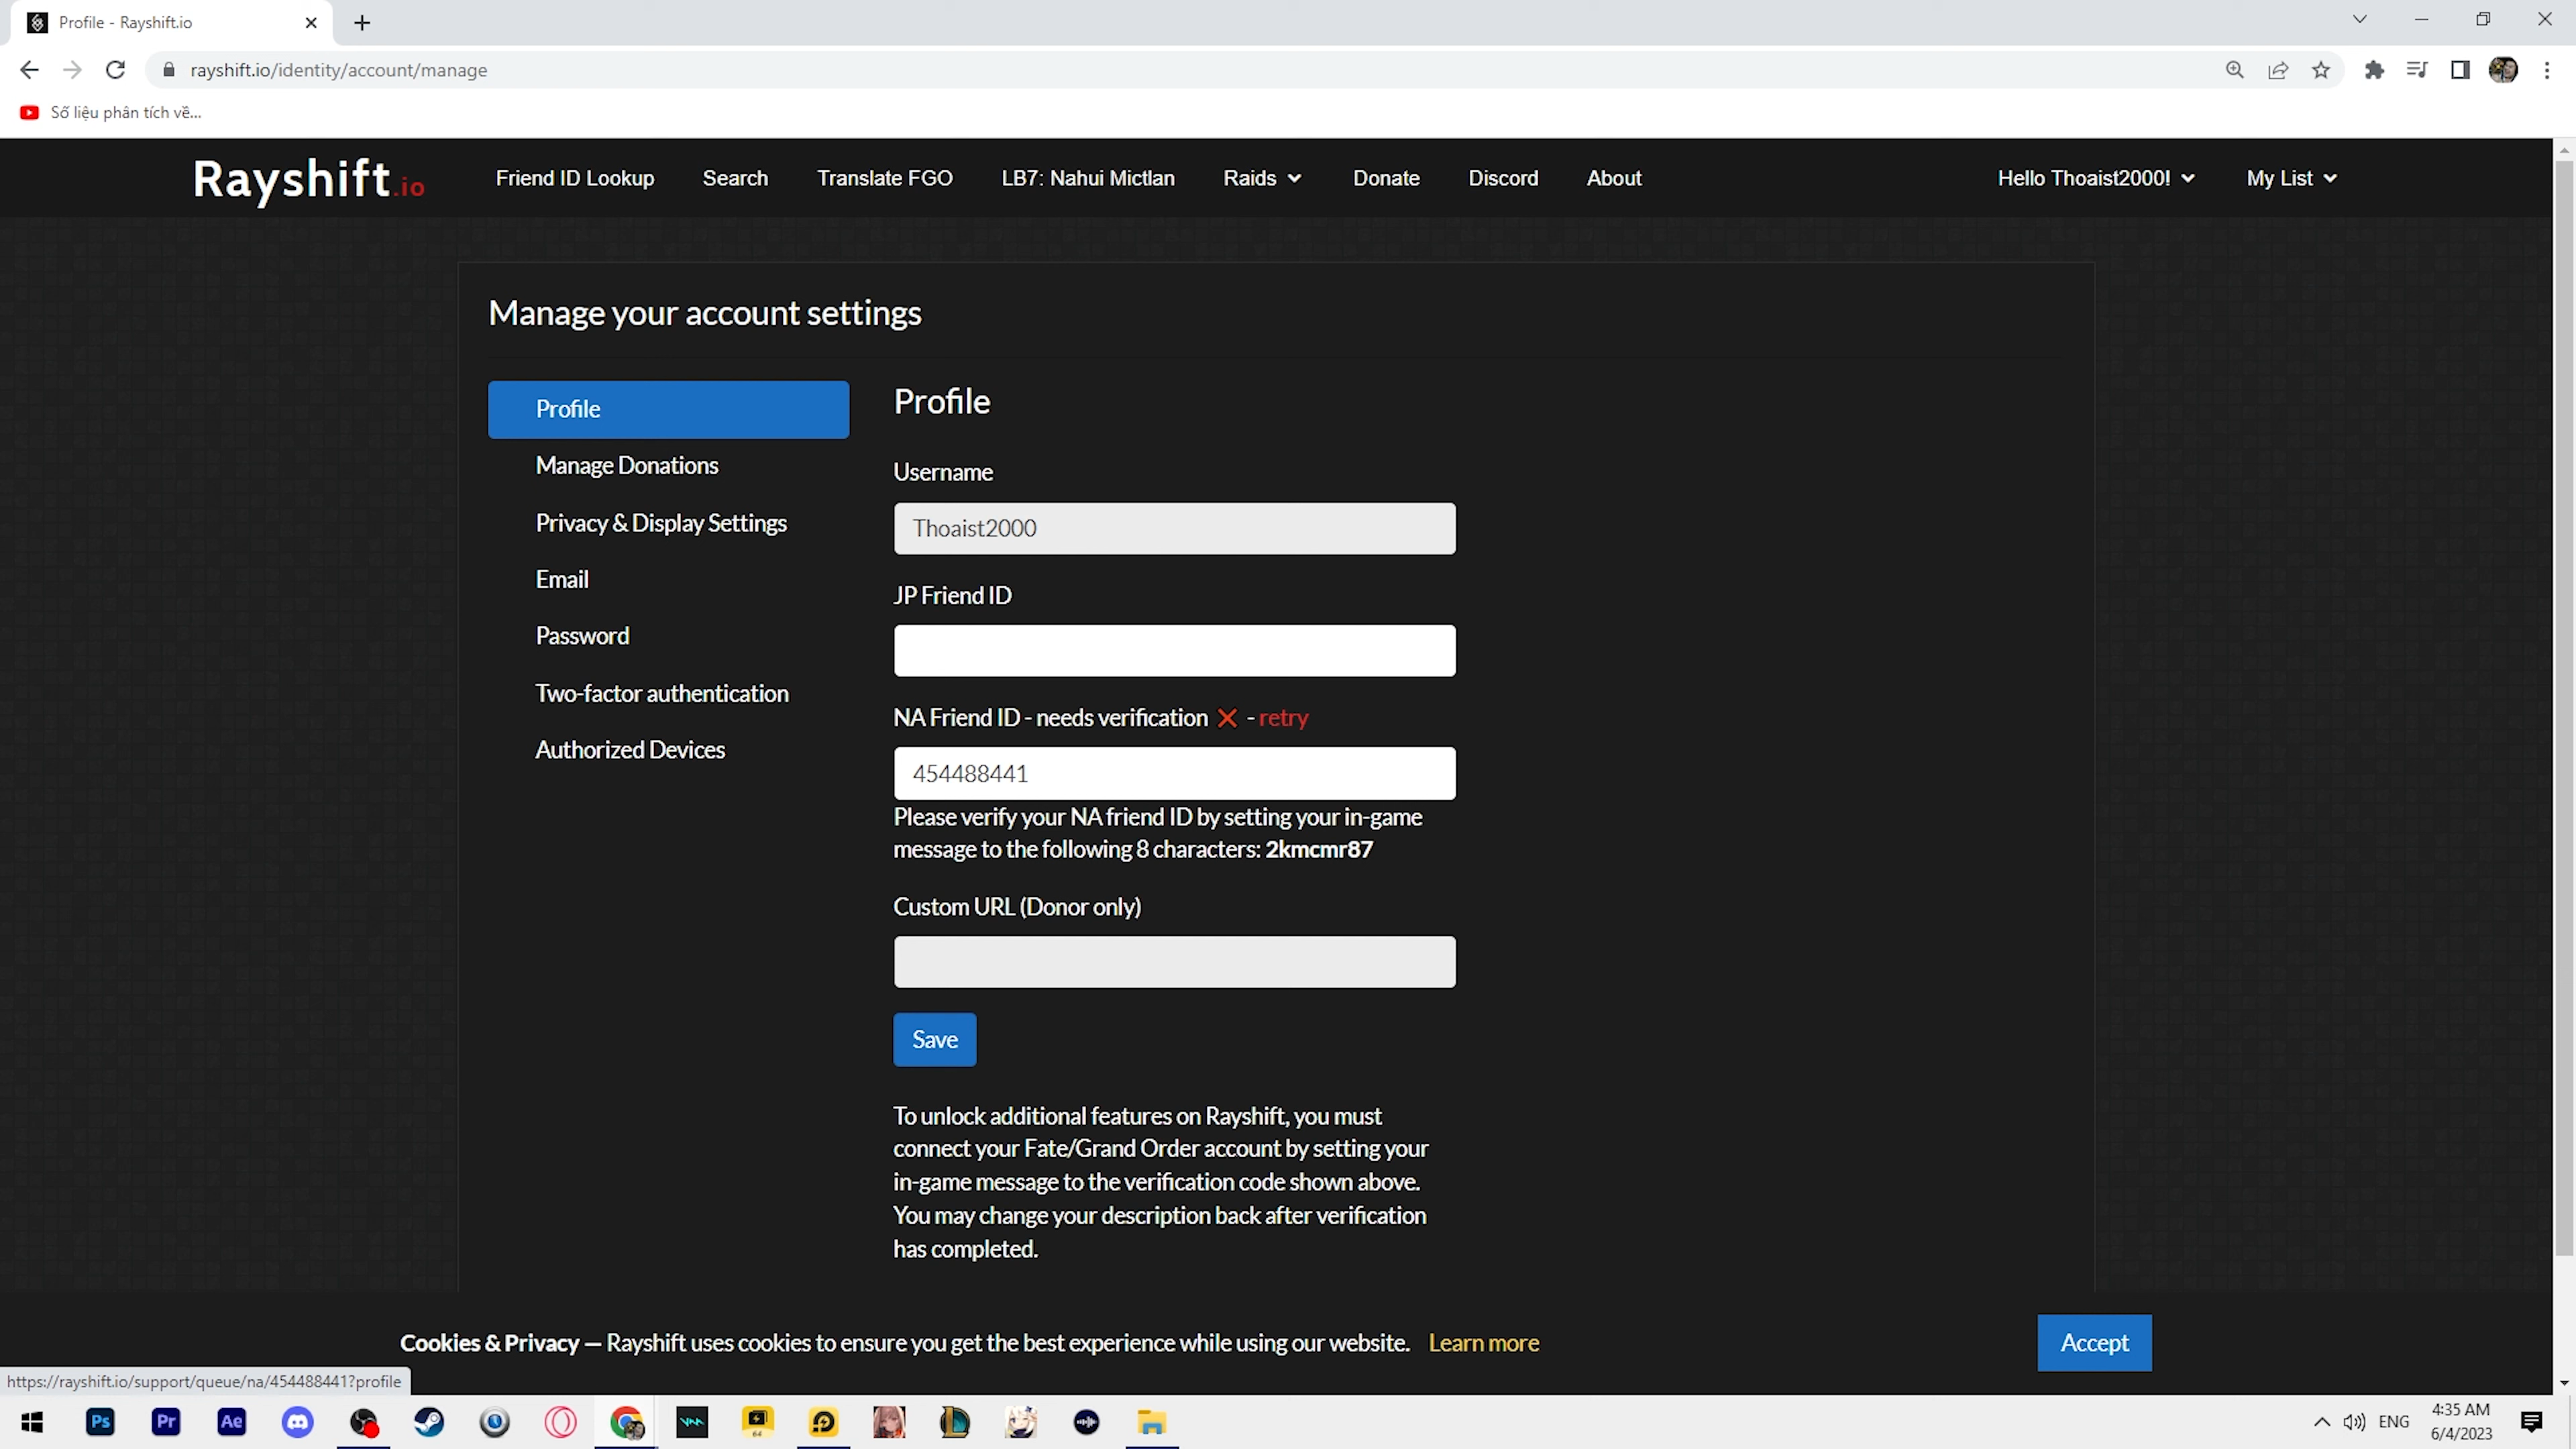 Profile - Rayshift.io
rayshift.io/identity/account/manage
Số liệu phân tích về...
Rayshift.io
Friend ID Lookup
Search
Translate FGO
LB7: Nahui Mictlan
Raids
Donate
Discord
About
Hello Thoaist2000!
My List
Manage your account settings
Profile
Manage Donations
Privacy & Display Settings
Email
Password
Two-factor authentication
Authorized Devices
Profile
Username
Thoaist2000
JP Friend ID
NA Friend ID - needs verification ❌ - retry
454488441
Please verify your NA friend ID by setting your in-game
message to the following 8 characters: 2kmcmr87
Custom URL (Donor only)
Save
To unlock additional features on Rayshift, you must
connect your Fate/Grand Order account by setting your
in-game message to the verification code shown above.
You may change your description back after verification
has completed.
Cookies & Privacy — Rayshift uses cookies to ensure you get the best experience while using our website. Learn more
Accept
https://rayshift.io/support/queue/na/454488441?profile
Ps
Pr
Ae
64
ENG
4:35 AM
6/4/2023